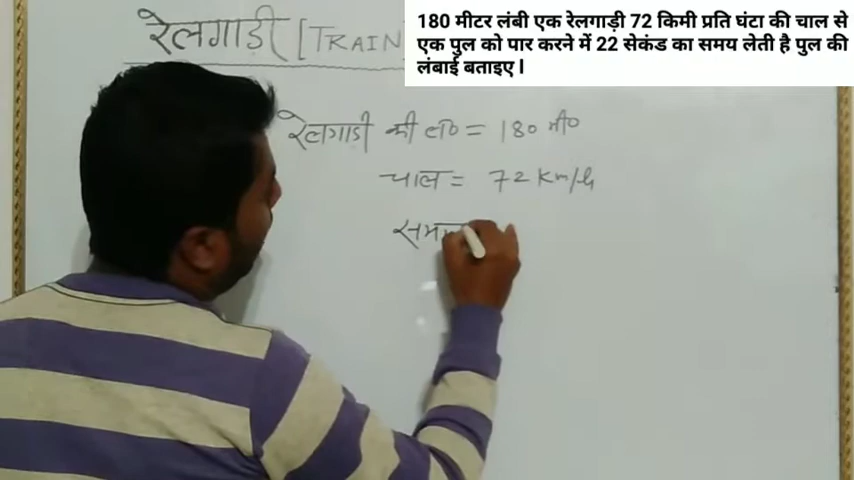 180 मीटर लंबी एक रेलगाड़ी 72 किमी प्रति घंटा की चाल से
एक पुल को पार करने में 22 सेकंड का समय लेती है पुल की
लंबाई बताइए I
रेलगाड़ी [TRAIN]
रेलगाडी की ल० = 180 मी०
चाल = 72 Km/h
समय